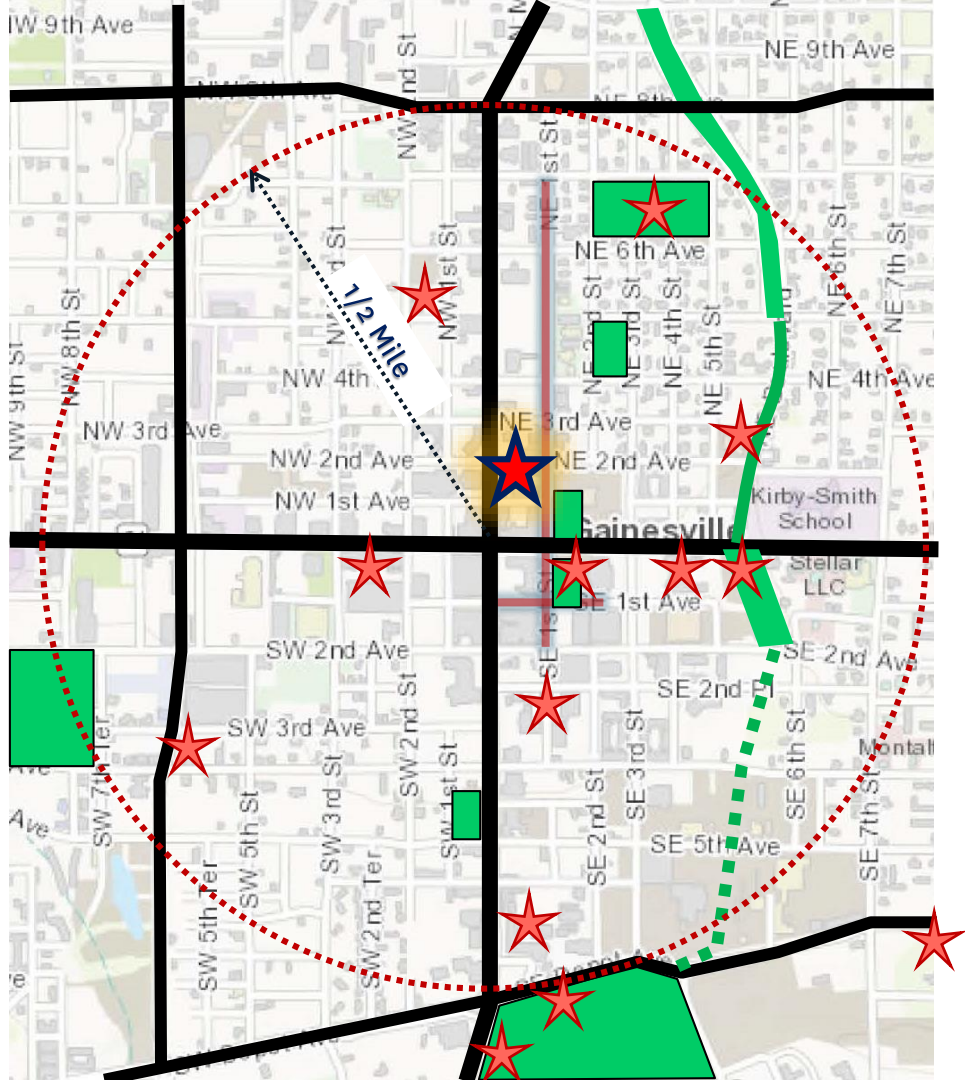 NW 9th Ave
NE 9th Ave
NW 2nd St
NE 1st St
NE 6th Ave
NW 1st St
NE 2nd St
NE 3rd St
NE 4th St
NE 5th St
NE 6th St
NE 7th St
1/2 Mile
NW 8th St
NW 9th St
NW 4th
NE 4th Ave
NW 3rd Ave
NE 3rd Ave
NW 2nd Ave
NE 2nd Ave
NW 1st Ave
Kirby-Smith
School
Gainesville
Stellar
LLC
SE 1st Ave
SE 1st St
SW 2nd Ave
SE 2nd Ave
SE 2nd Pl
SW 2nd St
SW 3rd Ave
SE 3rd St
SE 6th St
SW 7th Ter
SW 3rd St
SW 1st St
SW 5th St
SE 2nd St
SE 7th St
Ave
SE 5th Ave
SW 5th Ter
SW 2nd Ter
SW Depot Ave